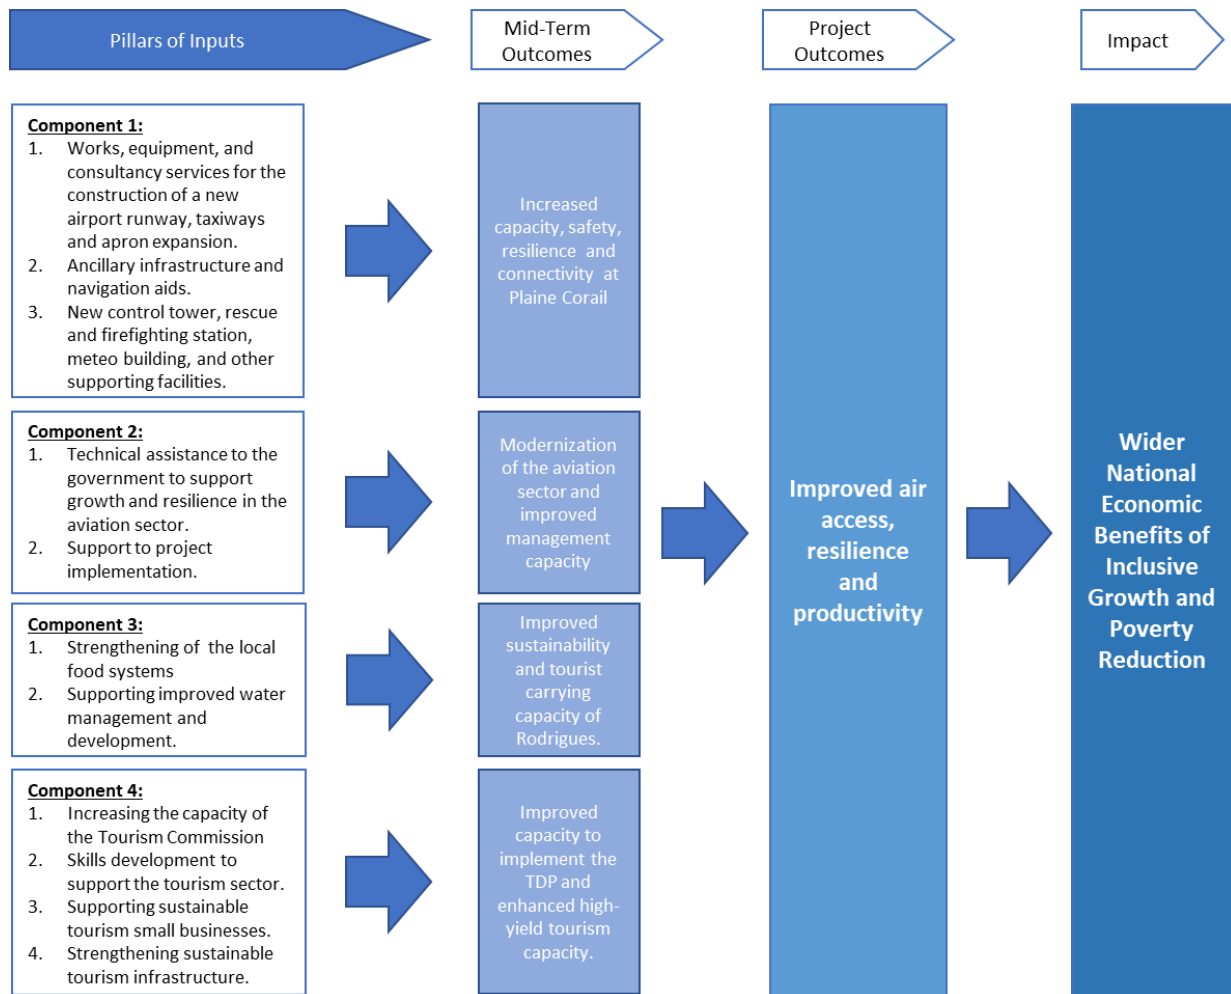 Pillars of Inputs
Mid-Term
Outcomes
Project
Outcomes
Impact
Component 1:
1. Works, equipment, and
consultancy services for the
construction of a new
airport runway, taxiways
and apron expansion.
2. Ancillary infrastructure and
navigation aids.
3. New control tower, rescue
and firefighting station,
meteo building, and other
supporting facilities.
Increased
capacity, safety,
resilience and
connectivity at
Plaine Corail
Component 2:
1. Technical assistance to the
government to support
growth and resilience in the
aviation sector.
2. Support to project
implementation.
Modernization
of the aviation
sector and
improved
management
capacity
Component 3:
1. Strengthening of the local
food systems
2. Supporting improved water
management and
development.
Improved
sustainability
and tourist
carrying
capacity of
Rodrigues.
Component 4:
1. Increasing the capacity of
the Tourism Commission
2. Skills development to
support the tourism sector.
3. Supporting sustainable
tourism small businesses.
4. Strengthening sustainable
tourism infrastructure.
Improved
capacity to
implement the
TDP and
enhanced high-
yield tourism
capacity.
Improved air
access,
resilience
and
productivity
Wider
National
Economic
Benefits of
Inclusive
Growth and
Poverty
Reduction